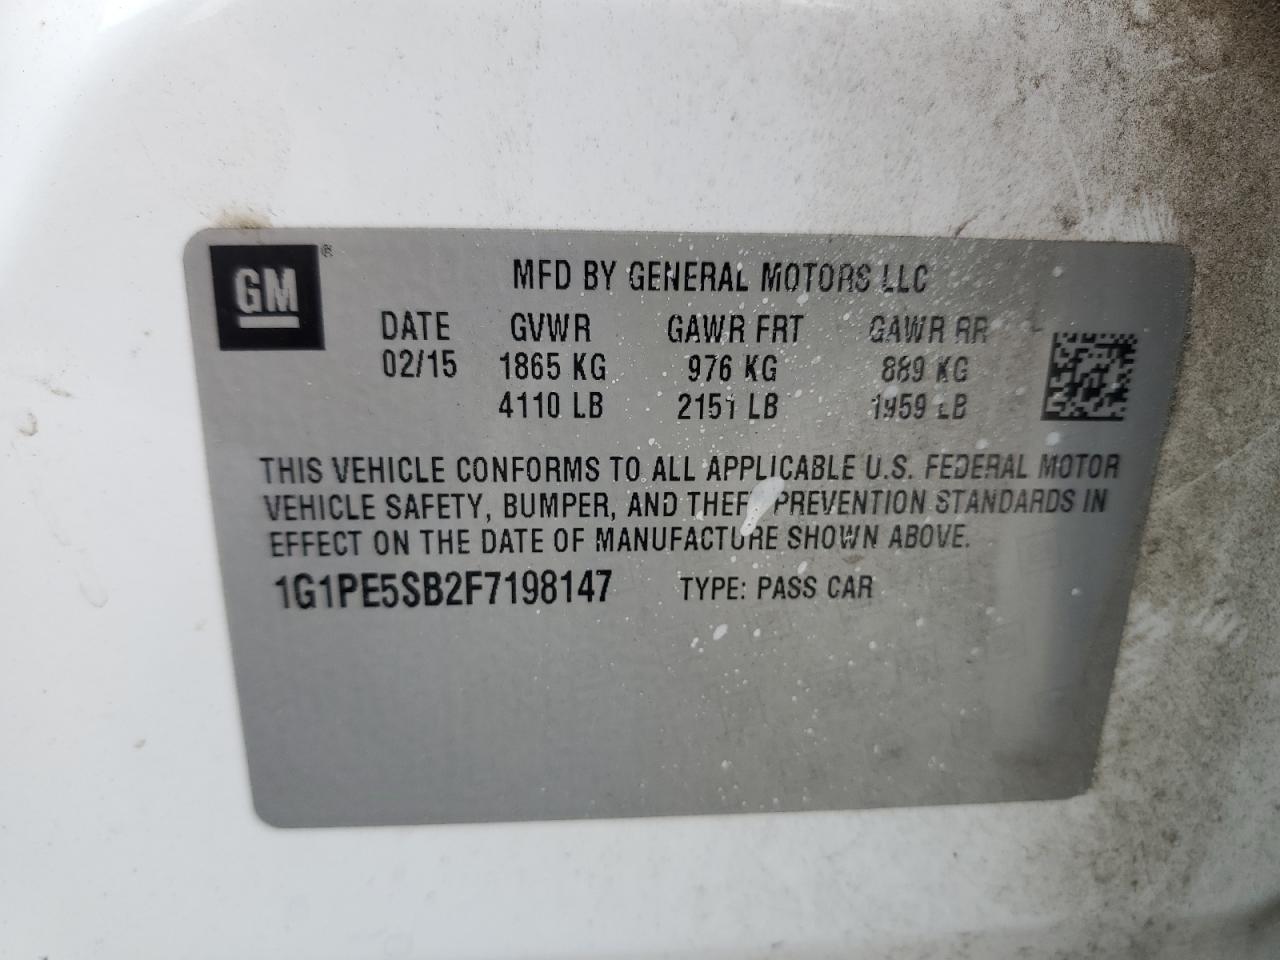 GM®
MFD BY GENERAL MOTORS LLC
DATE GVWR GAWR FRT GAWR RR
02/15 1865 KG 976 KG 889 KG
4110 LB 2151 LB 1959 LB
THIS VEHICLE CONFORMS TO ALL APPLICABLE U.S. FEDERAL MOTOR
VEHICLE SAFETY, BUMPER, AND THEFT PREVENTION STANDARDS IN
EFFECT ON THE DATE OF MANUFACTURE SHOWN ABOVE.
1G1PE5SB2F7198147 TYPE: PASS CAR